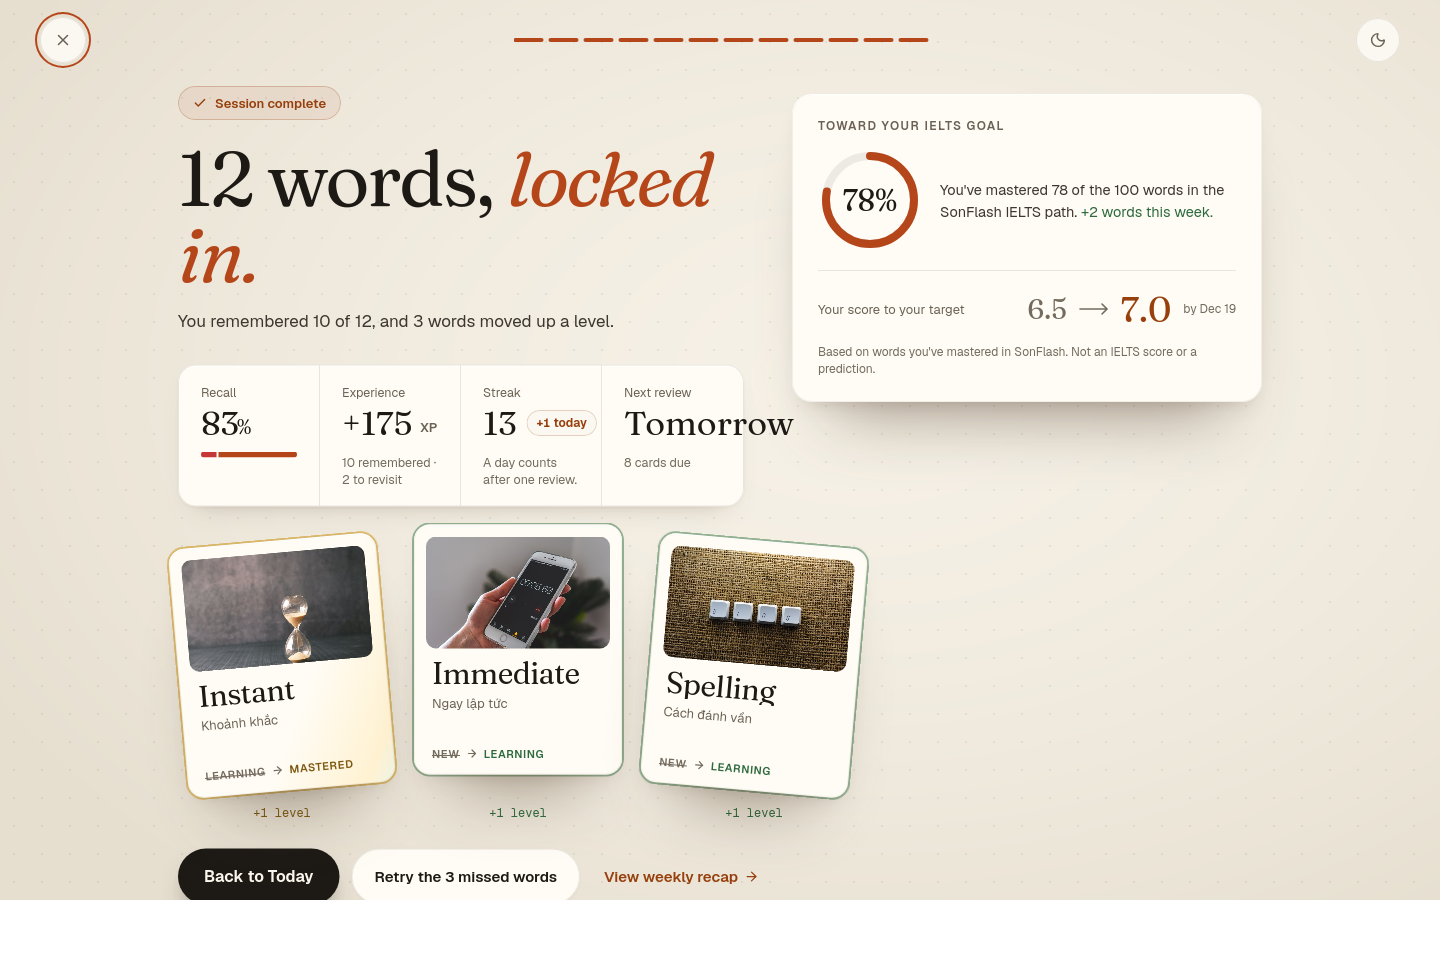 Session complete
12 words, locked
in.
You remembered 10 of 12, and 3 words moved up a level.
TOWARD YOUR IELTS GOAL
78%
You've mastered 78 of the 100 words in the
SonFlash IELTS path. +2 words this week.
Your score to your target
6.5 → 7.0 by Dec 19
Based on words you've mastered in SonFlash. Not an IELTS score or a
prediction.
Recall
83%
Experience
+175 XP
10 remembered ·
2 to revisit
Streak
13 +1 today
A day counts
after one review.
Next review
Tomorrow
8 cards due
Instant
Khoảnh khắc
LEARNING → MASTERED
+1 level
Immediate
Ngay lập tức
NEW → LEARNING
+1 level
Spelling
Cách đánh vần
NEW → LEARNING
+1 level
Back to Today
Retry the 3 missed words
View weekly recap →